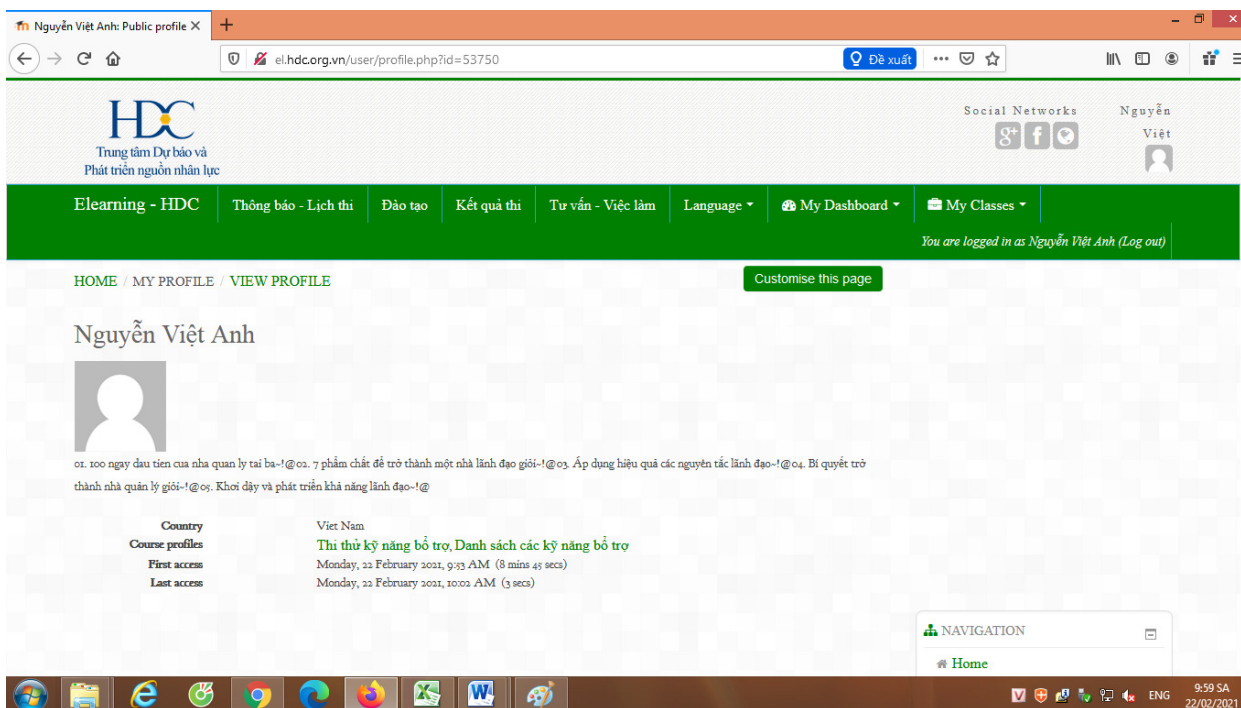 Nguyễn Việt Anh: Public profile
el.hdc.org.vn/user/profile.php?id=53750
Đề xuất
HDC
Trung tâm Dự báo và
Phát triển nguồn nhân lực
Social Networks
Nguyễn
Việt
Elearning - HDC Thông báo - Lịch thi Đào tạo Kết quả thi Tư vấn - Việc làm Language My Dashboard My Classes
You are logged in as Nguyễn Việt Anh (Log out)
HOME / MY PROFILE / VIEW PROFILE
Customise this page
Nguyễn Việt Anh
01. 100 ngay dau tien cua nha quan ly tai ba~!@02. 7 phẩm chất để trở thành một nhà lãnh đạo giỏi~!@03. Áp dụng hiệu quả các nguyên tắc lãnh đạo~!@04. Bí quyết trở
thành nhà quản lý giỏi~!@05. Khơi dậy và phát triển khả năng lãnh đạo~!@
Country Viet Nam
Course profiles Thi thử kỹ năng bổ trợ, Danh sách các kỹ năng bổ trợ
First access Monday, 22 February 2021, 9:53 AM (8 mins 45 secs)
Last access Monday, 22 February 2021, 10:02 AM (3 secs)
NAVIGATION
Home
ENG
9:59 SA
22/02/2021